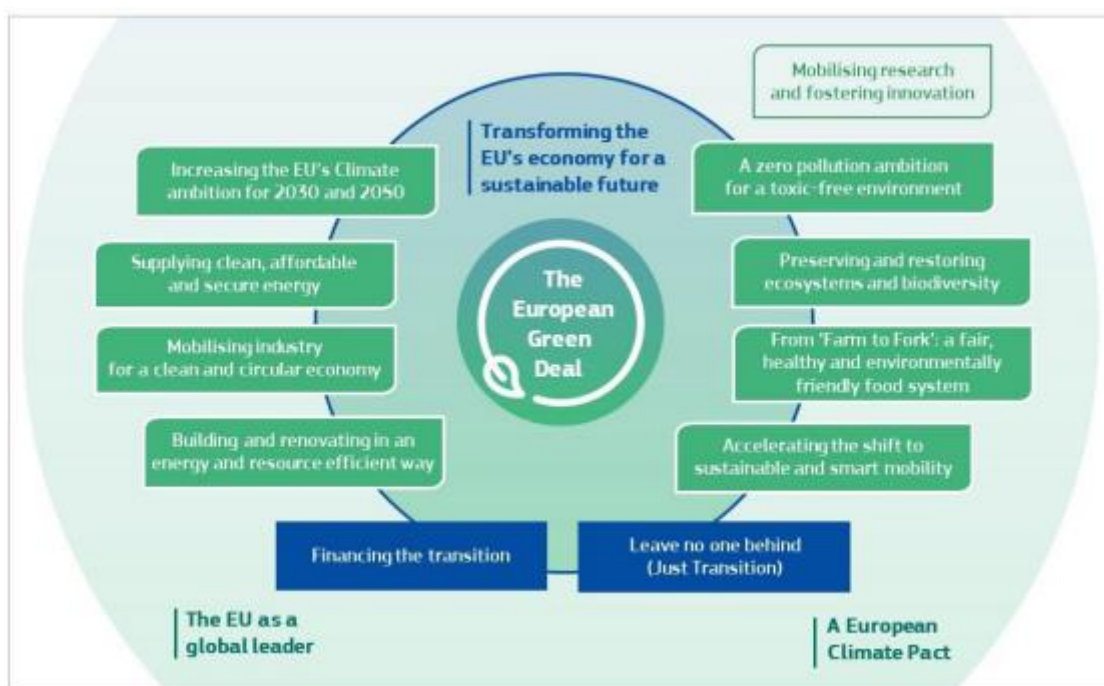 Mobilising research
and fostering innovation
Transforming the
EU's economy for a
sustainable future
Increasing the EU's Climate
ambition for 2030 and 2050
A zero pollution ambition
for a toxic-free environment
Supplying clean, affordable
and secure energy
Preserving and restoring
ecosystems and biodiversity
The
European
Green
Deal
Mobilising industry
for a clean and circular economy
From 'Farm to Fork': a fair,
healthy and environmentally
friendly food system
Building and renovating in an
energy and resource efficient way
Accelerating the shift to
sustainable and smart mobility
Financing the transition
Leave no one behind
(Just Transition)
The EU as a
global leader
A European
Climate Pact